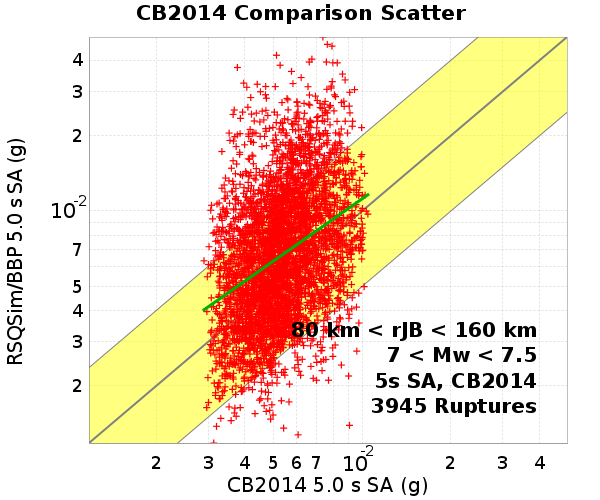 CB2014 Comparison Scatter
RSQSim/BBP 5.0 s SA (g)
4
3
2
10-2
7
5
4
3
2
80 km < rJB < 160 km
7 < Mw < 7.5
5s SA, CB2014
3945 Ruptures
2 3 4 5 6 7 10-2 2 3 4
CB2014 5.0 s SA (g)